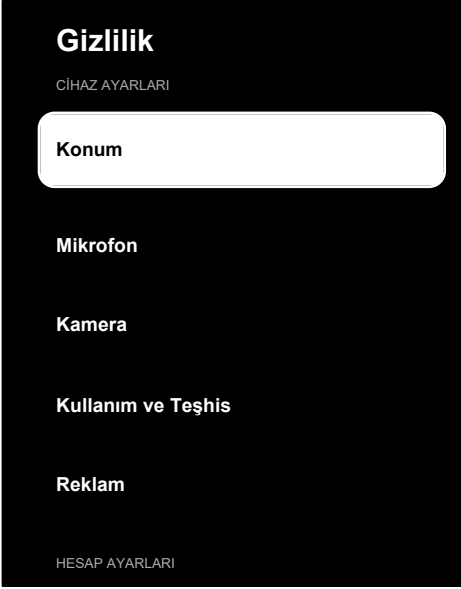 Gizlilik
CİHAZ AYARLARI
Konum
Mikrofon
Kamera
Kullanım ve Teşhis
Reklam
HESAP AYARLARI